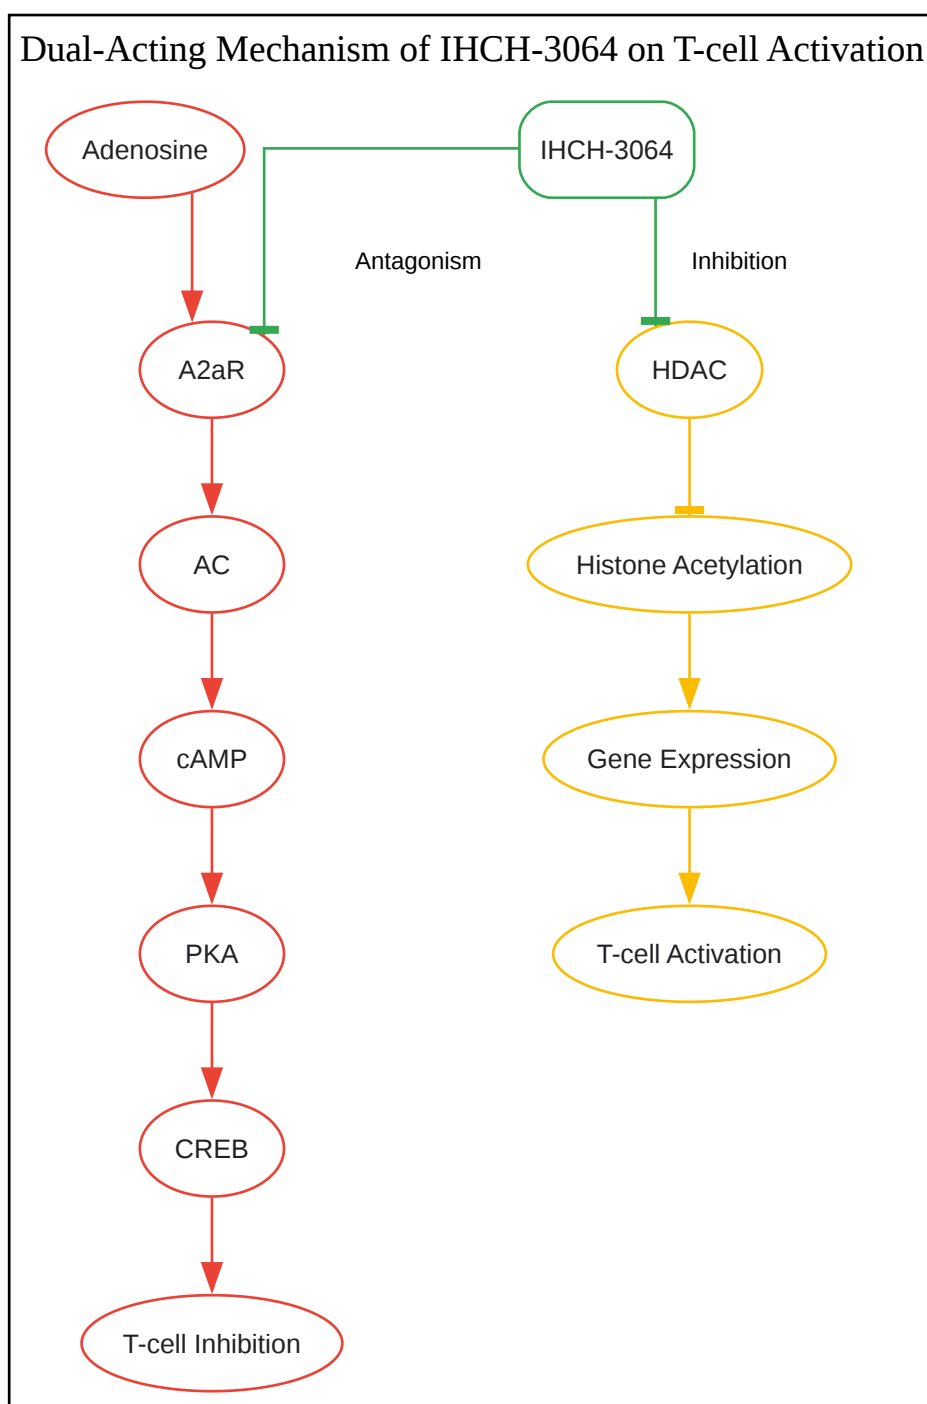 Dual-Acting Mechanism of IHCH-3064 on T-cell Activation
Adenosine
IHCH-3064
Antagonism
Inhibition
A2aR
HDAC
AC
Histone Acetylation
cAMP
Gene Expression
PKA
T-cell Activation
CREB
T-cell Inhibition